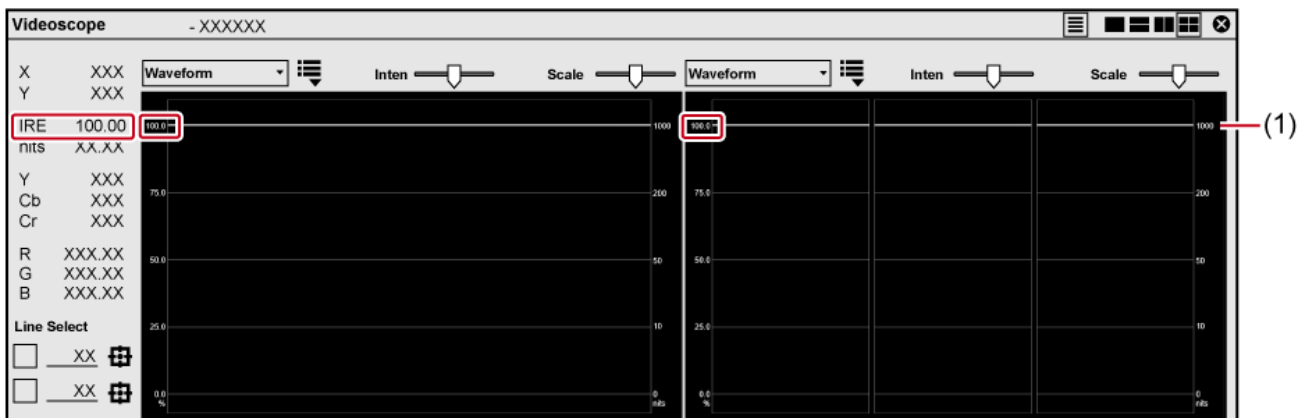 Videoscope - XXXXXX
X XXX
Y XXX
IRE 100.00
nits XX.XX
Y XXX
Cb XXX
Cr XXX
R XXX.XX
G XXX.XX
B XXX.XX
Line Select
XX
XX
Waveform Inten Scale
100.0 1000
75.0 200
50.0 50
25.0 10
0.0 0
% nits
Waveform Inten Scale
100.0 1000
75.0 200
50.0 50
25.0 10
0.0 0
% nits
(1)